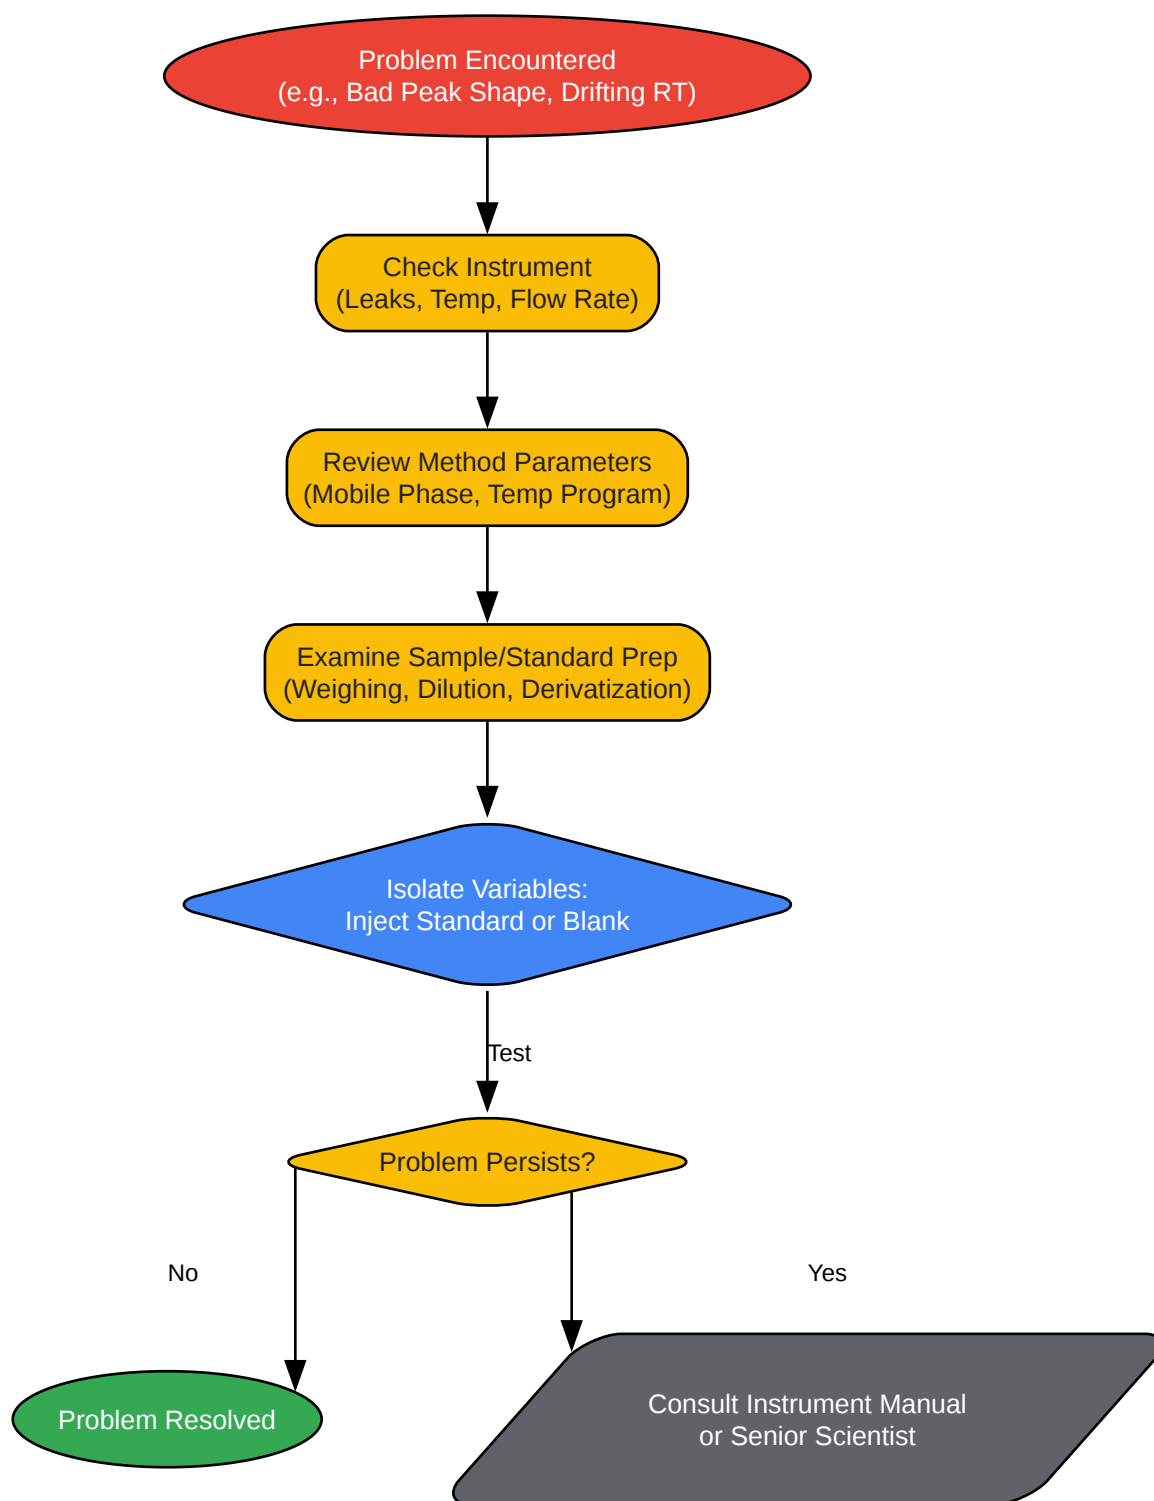 Problem Encountered
(e.g., Bad Peak Shape, Drifting RT)
Check Instrument
(Leaks, Temp, Flow Rate)
Review Method Parameters
(Mobile Phase, Temp Program)
Examine Sample/Standard Prep
(Weighing, Dilution, Derivatization)
Isolate Variables:
Inject Standard or Blank
Test
Problem Persists?
No
Yes
Problem Resolved
Consult Instrument Manual
or Senior Scientist